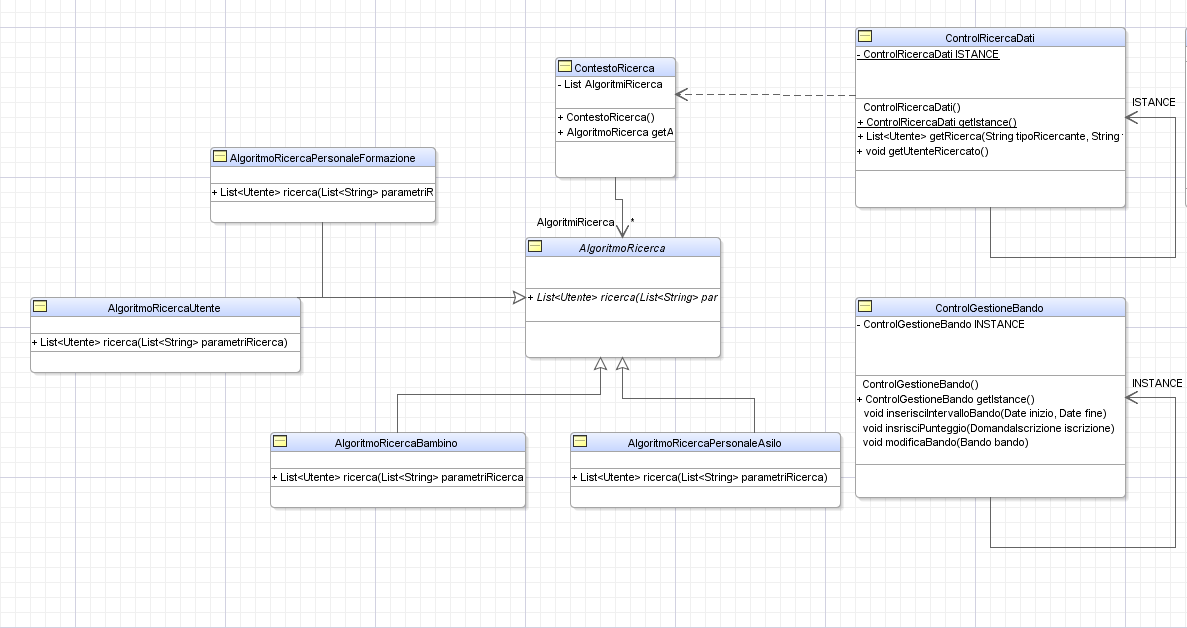 ControlRicercaDati
- ControlRicercaDati ISTANCE
ControlRicercaDati()
+ ControlRicercaDati getIstance()
+ List<Utente> getRicerca(String tipoRicercante, String
+ void getUtenteRicercato()
ISTANCE
ContestoRicerca
- List AlgoritmiRicerca
+ ContestoRicerca()
+ AlgoritmoRicerca getA
AlgoritmiRicerca
*
AlgoritmoRicercaPersonaleFormazione
+ List<Utente> ricerca(List<String> parametriR
AlgoritmoRicerca
+ List<Utente> ricerca(List<String> par
AlgoritmoRicercaUtente
+ List<Utente> ricerca(List<String> parametriRicerca)
ControlGestioneBando
- ControlGestioneBando INSTANCE
ControlGestioneBando()
+ ControlGestioneBando getIstance()
void inserisciIntervalloBando(Date inizio, Date fine)
void insrisciPunteggio(DomandaIscrizione iscrizione)
void modificaBando(Bando bando)
INSTANCE
AlgoritmoRicercaBambino
+ List<Utente> ricerca(List<String> parametriRicerca
AlgoritmoRicercaPersonaleAsilo
+ List<Utente> ricerca(List<String> parametriRicerca)